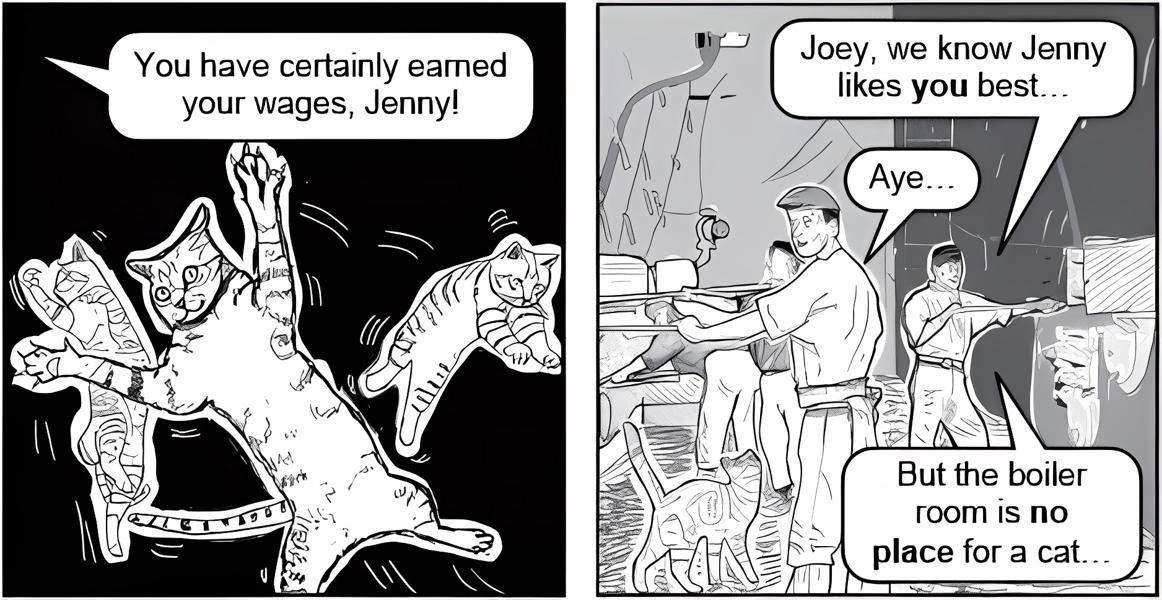 You have certainly earned
your wages, Jenny!
Joey, we know Jenny
likes you best...
Aye...
But the boiler
room is no
place for a cat...